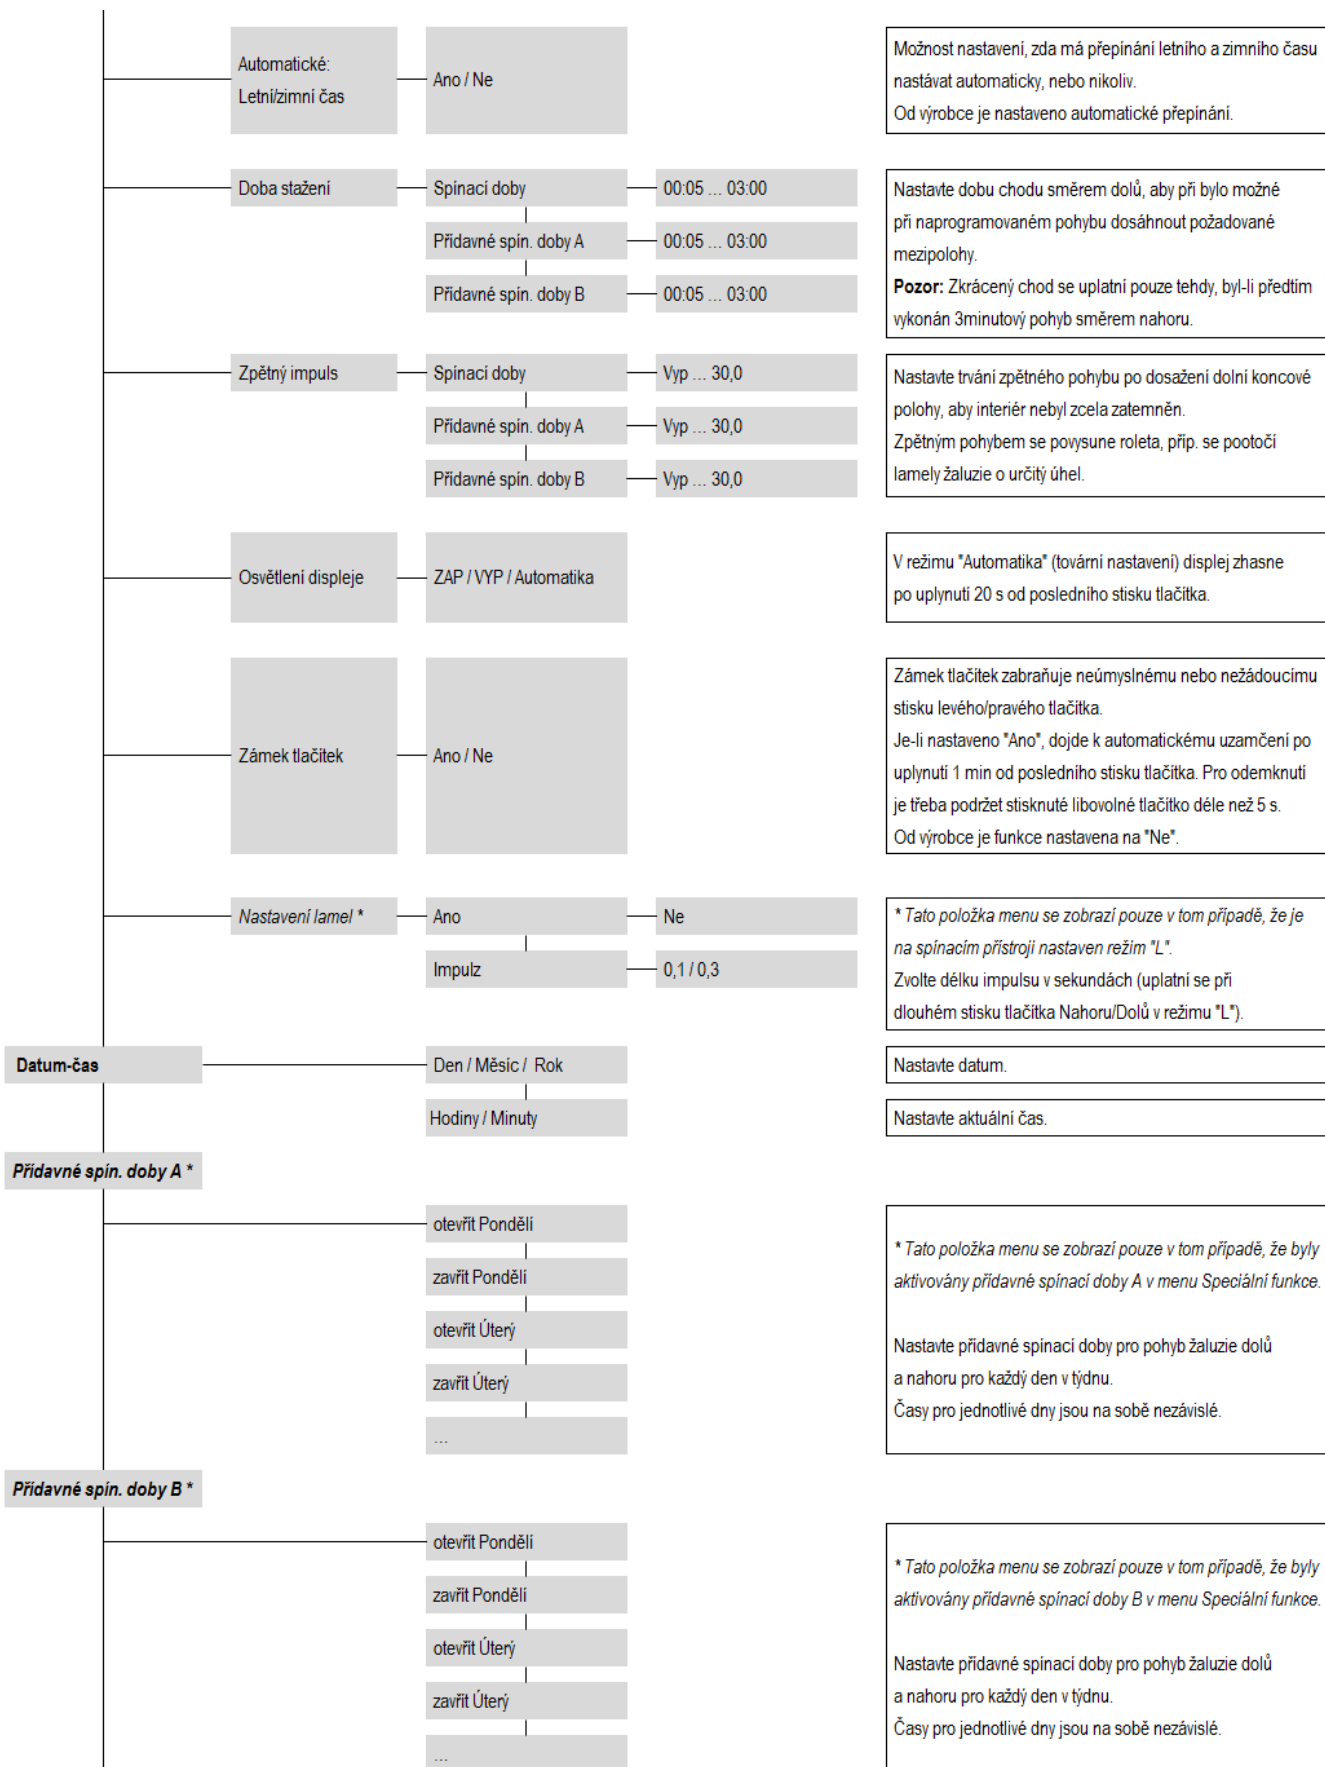 Automatické:
Letní/zimní čas
Ano / Ne
Možnost nastavení, zda má přepínání letního a zimního času
nastávat automaticky, nebo nikoliv.
Od výrobce je nastaveno automatické přepínání.
Doba stažení
Spínací doby
00:05 ... 03:00
Přídavné spín. doby A
00:05 ... 03:00
Přídavné spín. doby B
00:05 ... 03:00
Nastavte dobu chodu směrem dolů, aby při bylo možné
při naprogramovaném pohybu dosáhnout požadované
mezipolohy.
Pozor: Zkrácený chod se uplatní pouze tehdy, byl-li předtím
vykonán 3minutový pohyb směrem nahoru.
Zpětný impuls
Spínací doby
Vyp ... 30,0
Přídavné spín. doby A
Vyp ... 30,0
Přídavné spín. doby B
Vyp ... 30,0
Nastavte trvání zpětného pohybu po dosažení dolní koncové
polohy, aby interiér nebyl zcela zatemněn.
Zpětným pohybem se povysune roleta, příp. se pootočí
lamely žaluzie o určitý úhel.
Osvětlení displeje
ZAP / VYP / Automatika
V režimu "Automatika" (tovární nastavení) displej zhasne
po uplynutí 20 s od posledního stisku tlačítka.
Zámek tlačítek
Ano / Ne
Zámek tlačítek zabraňuje neúmyslnému nebo nežádoucímu
stisku levého/pravého tlačítka.
Je-li nastaveno "Ano", dojde k automatickému uzamčení po
uplynutí 1 min od posledního stisku tlačítka. Pro odemknutí
je třeba podržet stisknuté libovolné tlačítko déle než 5 s.
Od výrobce je funkce nastavena na "Ne".
Nastavení lamel *
Ano
Ne
Impulz
0,1 / 0,3
* Tato položka menu se zobrazí pouze v tom případě, že je
na spínacím přístroji nastaven režim "L".
Zvolte délku impulsu v sekundách (uplatní se při
dlouhém stisku tlačítka Nahoru/Dolů v režimu "L").
Datum-čas
Den / Měsíc / Rok
Nastavte datum.
Hodiny / Minuty
Nastavte aktuální čas.
Přídavné spín. doby A *
otevřít Pondělí
zavřít Pondělí
otevřít Úterý
zavřít Úterý
...
* Tato položka menu se zobrazí pouze v tom případě, že byly
aktivovány přídavné spínací doby A v menu Speciální funkce.
Nastavte přídavné spínací doby pro pohyb žaluzie dolů
a nahoru pro každý den v týdnu.
Časy pro jednotlivé dny jsou na sobě nezávislé.
Přídavné spín. doby B *
otevřít Pondělí
zavřít Pondělí
otevřít Úterý
zavřít Úterý
...
* Tato položka menu se zobrazí pouze v tom případě, že byly
aktivovány přídavné spínací doby B v menu Speciální funkce.
Nastavte přídavné spínací doby pro pohyb žaluzie dolů
a nahoru pro každý den v týdnu.
Časy pro jednotlivé dny jsou na sobě nezávislé.